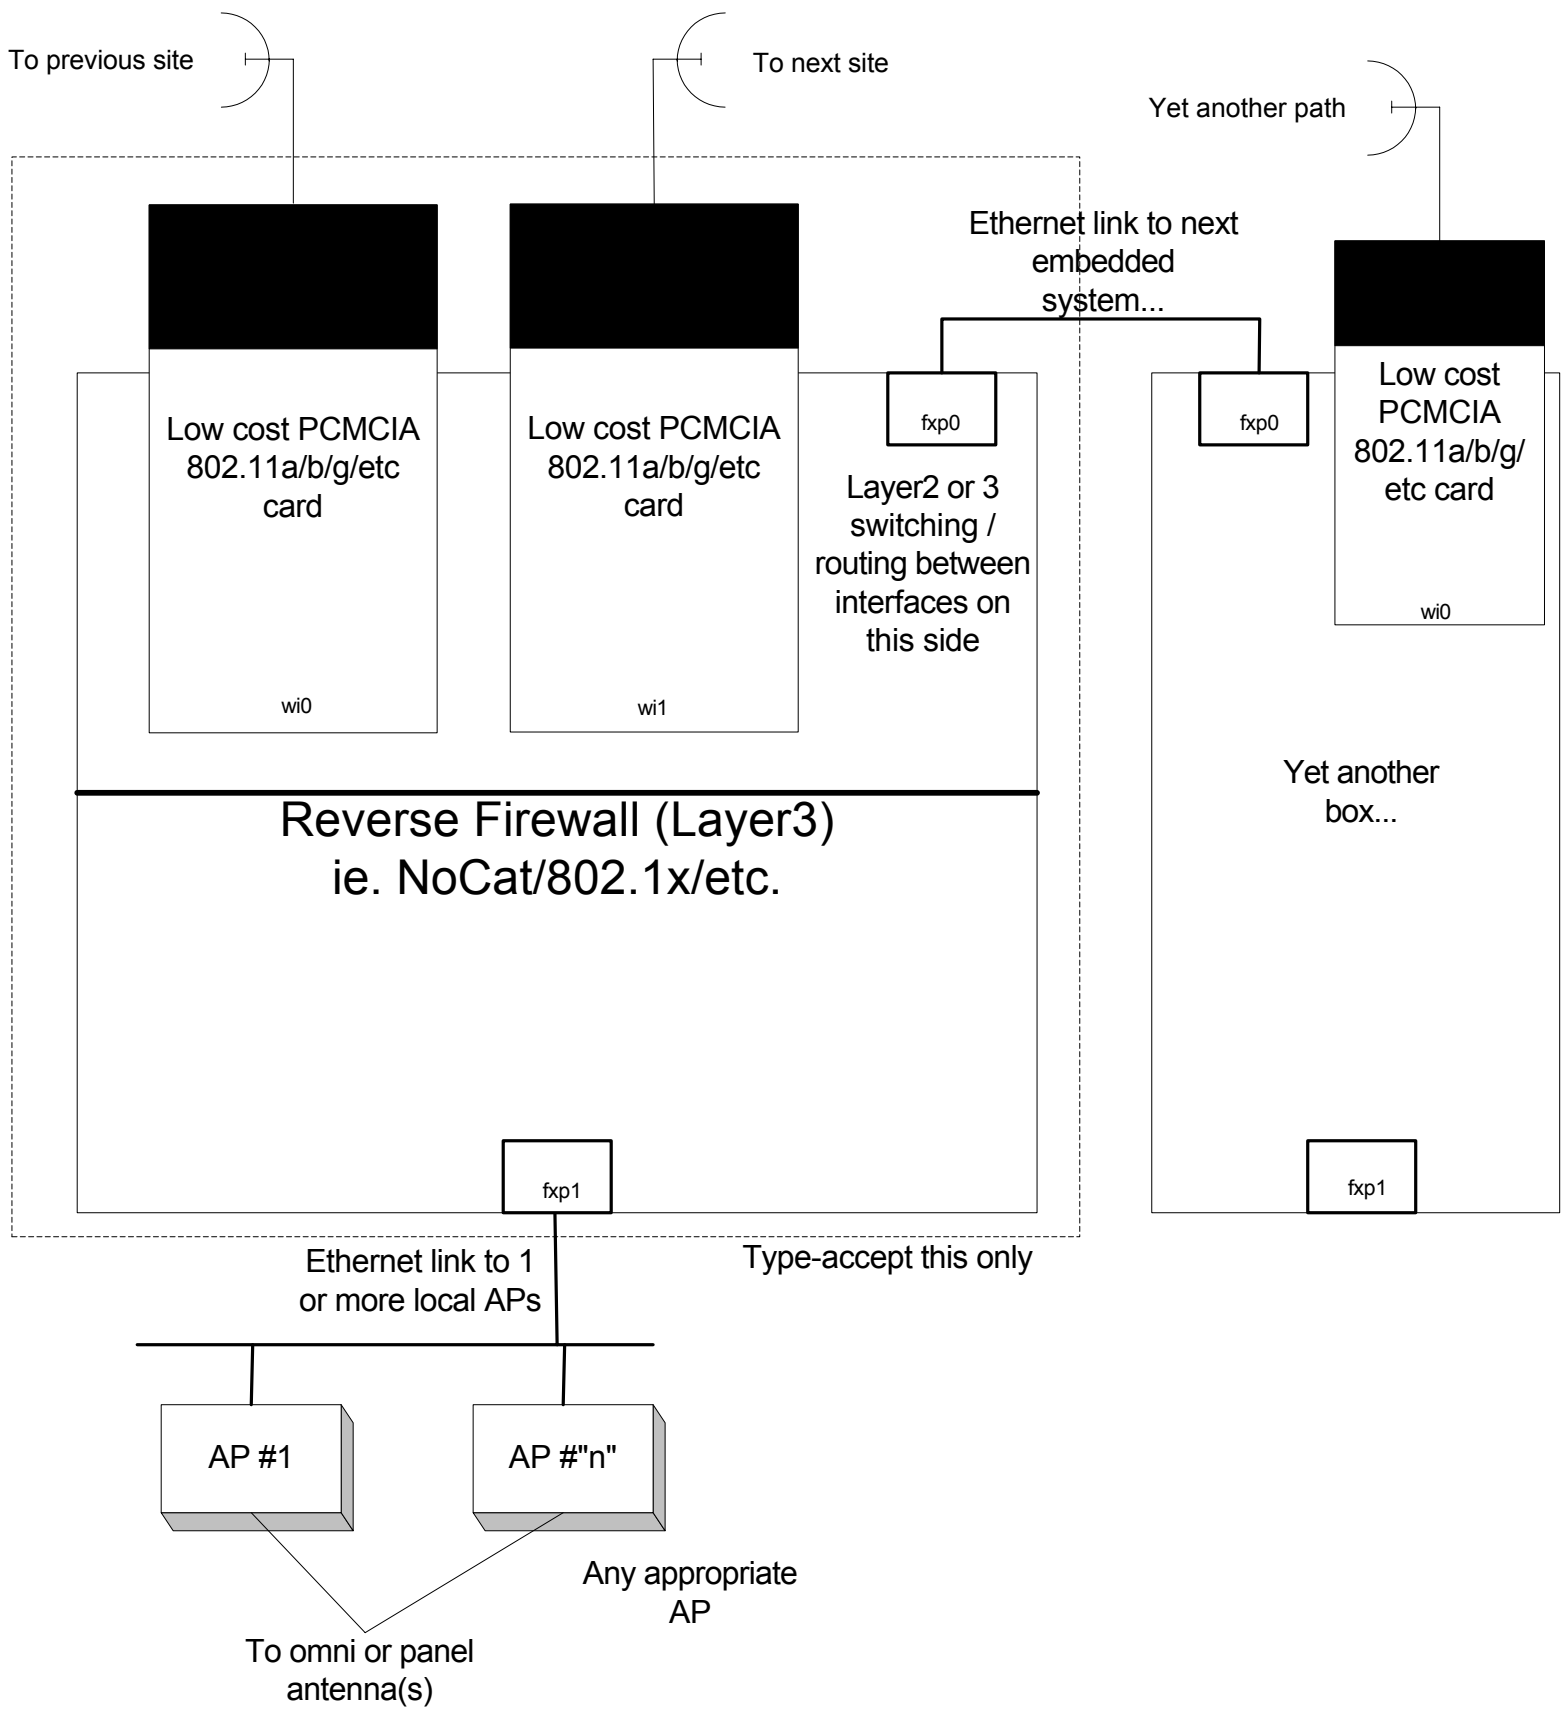 To previous site
To next site
Yet another path
Ethernet link to next
embedded
system...
Low cost PCMCIA
802.11a/b/g/etc
card
wi0
Low cost PCMCIA
802.11a/b/g/etc
card
wi1
fxp0
Layer2 or 3
switching /
routing between
interfaces on
this side
fxp0
Low cost
PCMCIA
802.11a/b/g/
etc card
wi0
Yet another
box...
Reverse Firewall (Layer3)
ie. NoCat/802.1x/etc.
fxp1
fxp1
Type-accept this only
Ethernet link to 1
or more local APs
AP #1
AP #"n"
Any appropriate
AP
To omni or panel
antenna(s)